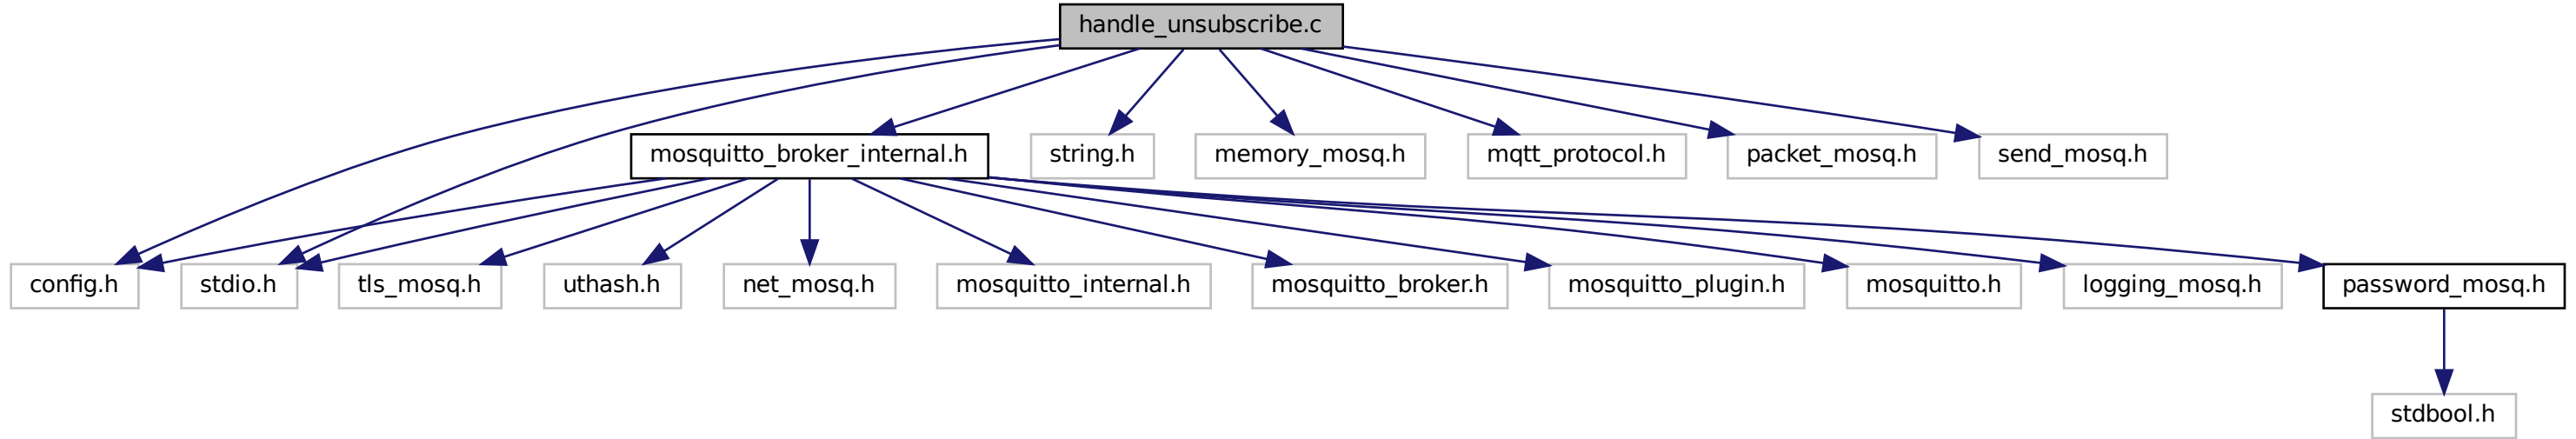 handle_unsubscribe.c
mosquitto_broker_internal.h
string.h
memory_mosq.h
mqtt_protocol.h
packet_mosq.h
send_mosq.h
config.h
stdio.h
tls_mosq.h
uthash.h
net_mosq.h
mosquitto_internal.h
mosquitto_broker.h
mosquitto_plugin.h
mosquitto.h
logging_mosq.h
password_mosq.h
stdbool.h